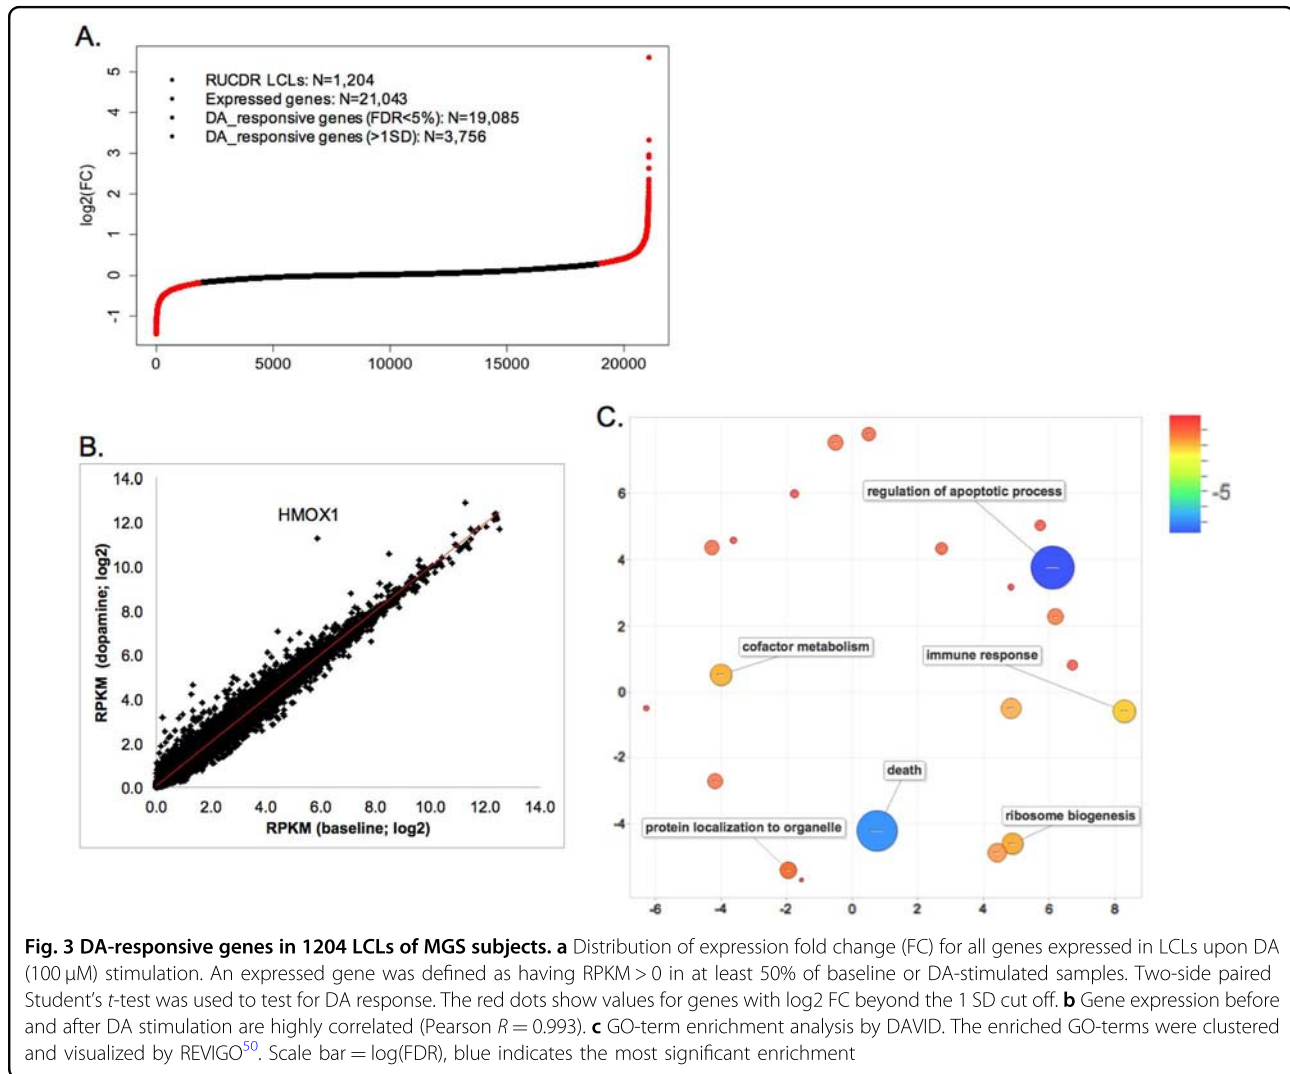 A.
log2(FC)
5
4
3
2
1
0
-1
RUCDR LCLs: N=1,204
Expressed genes: N=21,043
DA_responsive genes (FDR<5%): N=19,085
DA_responsive genes (>1SD): N=3,756
0 5000 10000 15000 20000
B.
RPKM (dopamine; log2)
14.0
12.0
10.0
8.0
6.0
4.0
2.0
0.0
HMOX1
0.0 2.0 4.0 6.0 8.0 10.0 12.0 14.0
RPKM (baseline; log2)
C.
6
4
2
0
-2
-4
regulation of apoptotic process
cofactor metabolism
immune response
death
protein localization to organelle
ribosome biogenesis
-6 -4 -2 0 2 4 6 8
-5
Fig. 3 DA-responsive genes in 1204 LCLs of MGS subjects. a Distribution of expression fold change (FC) for all genes expressed in LCLs upon DA
(100 μM) stimulation. An expressed gene was defined as having RPKM > 0 in at least 50% of baseline or DA-stimulated samples. Two-side paired
Student's t-test was used to test for DA response. The red dots show values for genes with log2 FC beyond the 1 SD cut off. b Gene expression before
and after DA stimulation are highly correlated (Pearson R = 0.993). c GO-term enrichment analysis by DAVID. The enriched GO-terms were clustered
and visualized by REVIGO50. Scale bar = log(FDR), blue indicates the most significant enrichment